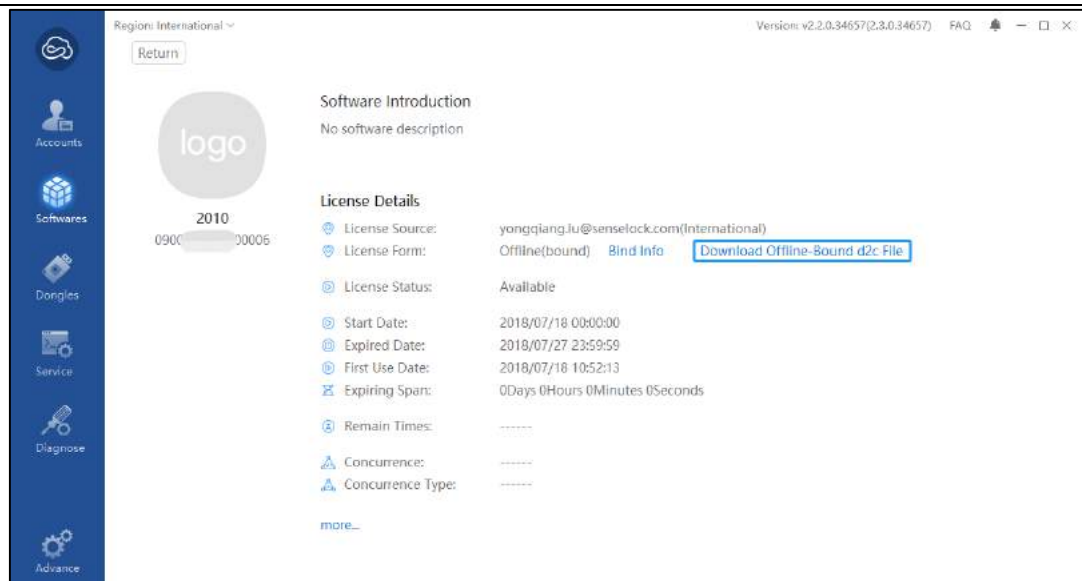 Region: International
Version: v2.2.0.34657(2.3.0.34657) FAQ
Return
Accounts
Softwares
Dongles
Service
Diagnose
Advance
logo
2010
0900 00006
Software Introduction
No software description
License Details
License Source: yongqiang.lu@senselock.com(International)
License Form: Offline(bound) Bind Info Download Offline-Bound d2c File
License Status: Available
Start Date: 2018/07/18 00:00:00
Expired Date: 2018/07/27 23:59:59
First Use Date: 2018/07/18 10:52:13
Expiring Span: 0Days 0Hours 0Minutes 0Seconds
Remain Times: ------
Concurrence: ------
Concurrence Type: ------
more...